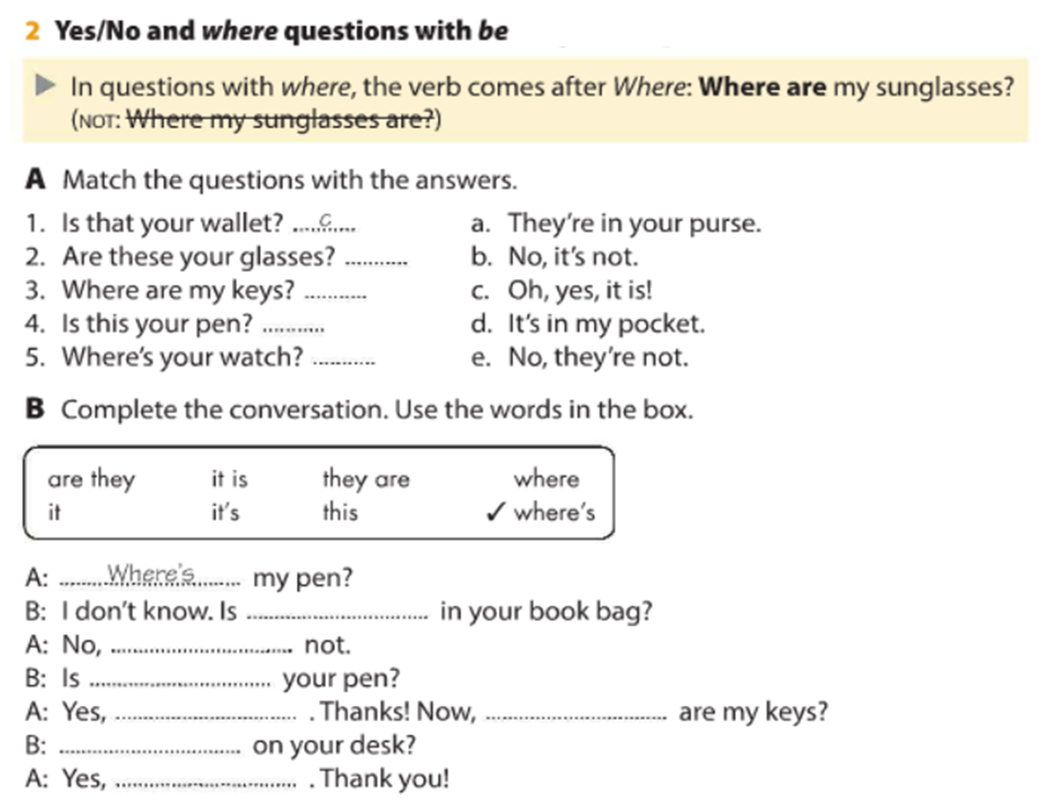 2 Yes/No and where questions with be
▶ In questions with where, the verb comes after Where: Where are my sunglasses?
(NOT: Where my sunglasses are?)
A Match the questions with the answers.
1. Is that your wallet? .....c..... a. They're in your purse.
2. Are these your glasses? ........... b. No, it's not.
3. Where are my keys? ........... c. Oh, yes, it is!
4. Is this your pen? ........... d. It's in my pocket.
5. Where's your watch? ........... e. No, they're not.
B Complete the conversation. Use the words in the box.
are they it is they are where
it it's this ✓ where's
A: ........Where's........ my pen?
B: I don't know. Is ................................ in your book bag?
A: No, ................................ not.
B: Is ................................ your pen?
A: Yes, ................................ . Thanks! Now, ................................ are my keys?
B: ................................ on your desk?
A: Yes, ................................ . Thank you!